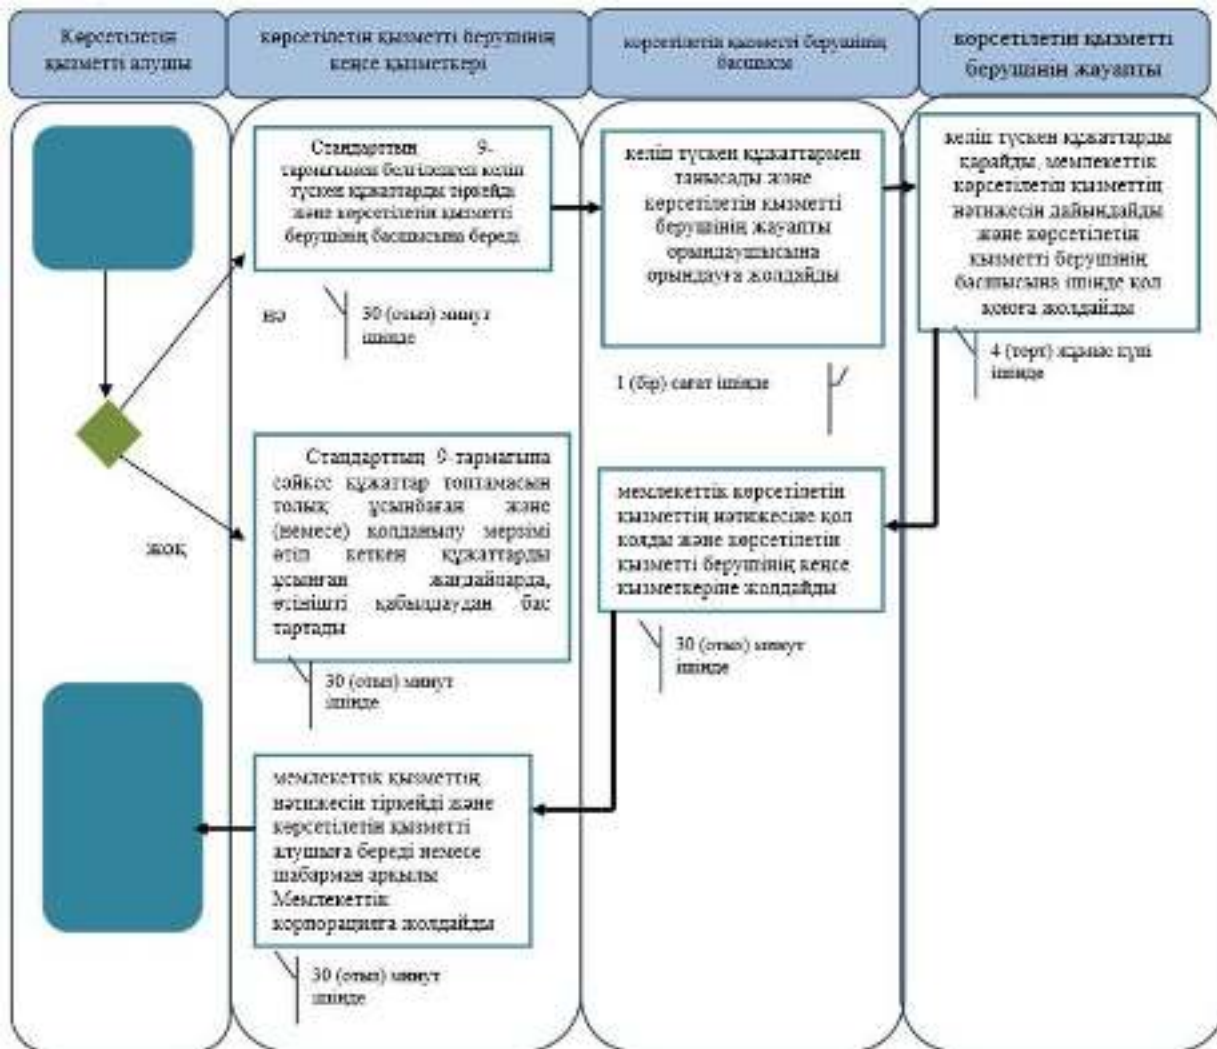 Көрсетілетін
қызметті алушы
көрсетілетін қызметті берушінің
кеңсе қызметкері
көрсетілетін қызметті берушінің
басшысы
көрсетілетін қызметті
берушінің жауапты
Стандарттың 9-
тармағымен белгіленген келіп
түскен құжаттарды тіркейді
және көрсетілетін қызметті
берушінің басшысына береді
келіп түскен құжаттармен
танысады және
көрсетілетін қызметті
берушінің жауапты
орындаушысына
орындауға жолдайды
келіп түскен құжаттарды
қарайды, мемлекеттік
көрсетілетін қызметтің
нәтижесін дайындайды
және көрсетілетін
қызметті берушінің
басшысына ішінде қол
қоюға жолдайды
иә
30 (отыз) минут
ішінде
1 (бір) сағат ішінде
4 (төрт) жұмыс күні
ішінде
Стандарттың 9-тармағына
сәйкес құжаттар топтамасын
толық ұсынбаған және
(немесе) қолданылу мерзімі
өтіп кеткен құжаттарды
ұсынған жағдайларда,
өтінішті қабылдаудан бас
тартады
жоқ
30 (отыз) минут
ішінде
мемлекеттік көрсетілетін
қызметтің нәтижесіне қол
қояды және көрсетілетін
қызметті берушінің кеңсе
қызметкеріне жолдайды
30 (отыз) минут
ішінде
мемлекеттік қызметтің
нәтижесін тіркейді және
көрсетілетін қызметті
алушыға береді немесе
шабарман арқылы
Мемлекеттік
корпорацияға жолдайды
30 (отыз) минут
ішінде